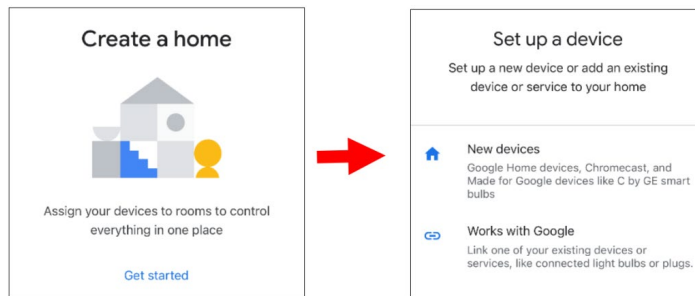 Create a home
Assign your devices to rooms to control
everything in one place
Get started
Set up a device
Set up a new device or add an existing
device or service to your home
New devices
Google Home devices, Chromecast, and
Made for Google devices like C by GE smart
bulbs
Works with Google
Link one of your existing devices or
services, like connected light bulbs or plugs.